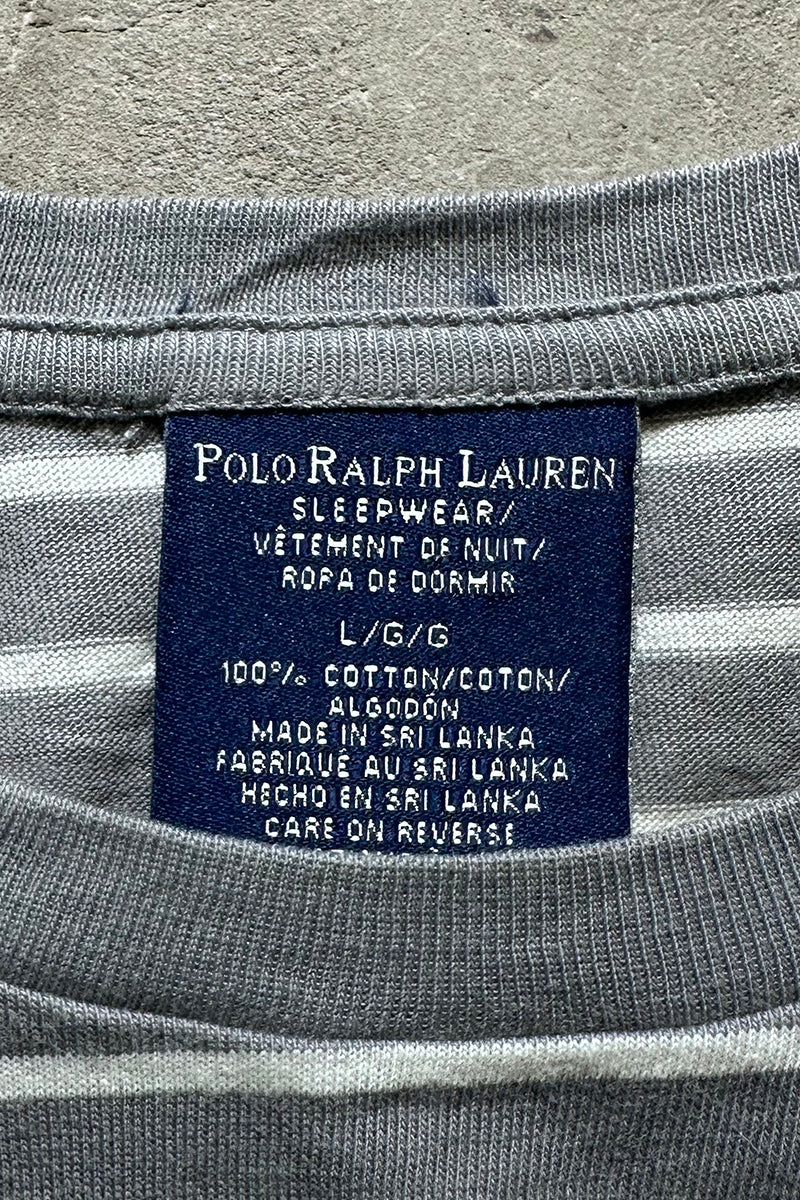 POLO RALPH LAUREN
SLEEPWEAR/
VÊTEMENT DE NUIT/
ROPA DE DORMIR
L/G/G
100% COTTON/COTON/
ALGODÓN
MADE IN SRI LANKA
FABRIQUÉ AU SRI LANKA
HECHO EN SRI LANKA
CARE ON REVERSE